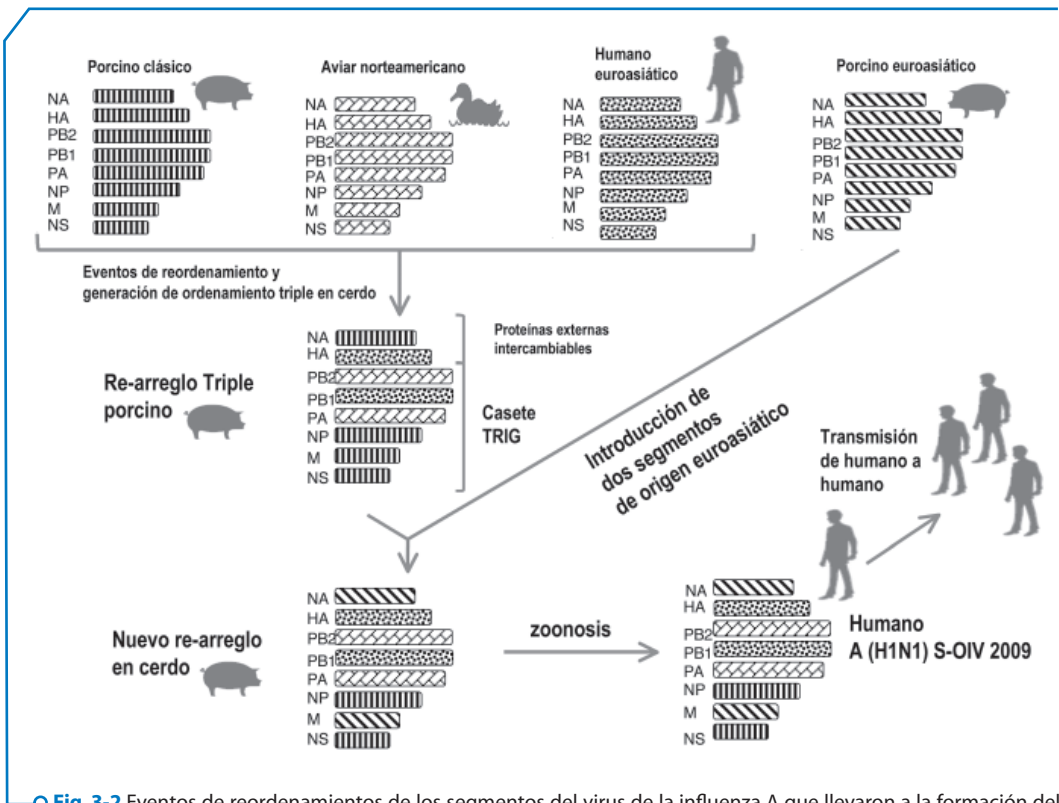 Porcino clásico
NA
HA
PB2
PB1
PA
NP
M
NS
Aviar norteamericano
NA
HA
PB2
PB1
PA
NP
M
NS
Humano
euroasiático
NA
HA
PB2
PB1
PA
NP
M
NS
Porcino euroasiático
NA
HA
PB2
PB1
PA
NP
M
NS
Eventos de reordenamiento y
generación de ordenamiento triple en cerdo
Re-arreglo Triple
porcino
NA
HA
PB2
PB1
PA
NP
M
NS
Proteínas externas
intercambiables
Casete
TRIG
Introducción de
dos segmentos
de origen euroasiático
Transmisión
de humano a
humano
Nuevo re-arreglo
en cerdo
NA
HA
PB2
PB1
PA
NP
M
NS
zoonosis
NA
HA
PB2
PB1
PA
NP
M
NS
Humano
A (H1N1) S-OIV 2009
Fig. 3-2 Eventos de reordenamientos de los segmentos del virus de la influenza A que llevaron a la formación del